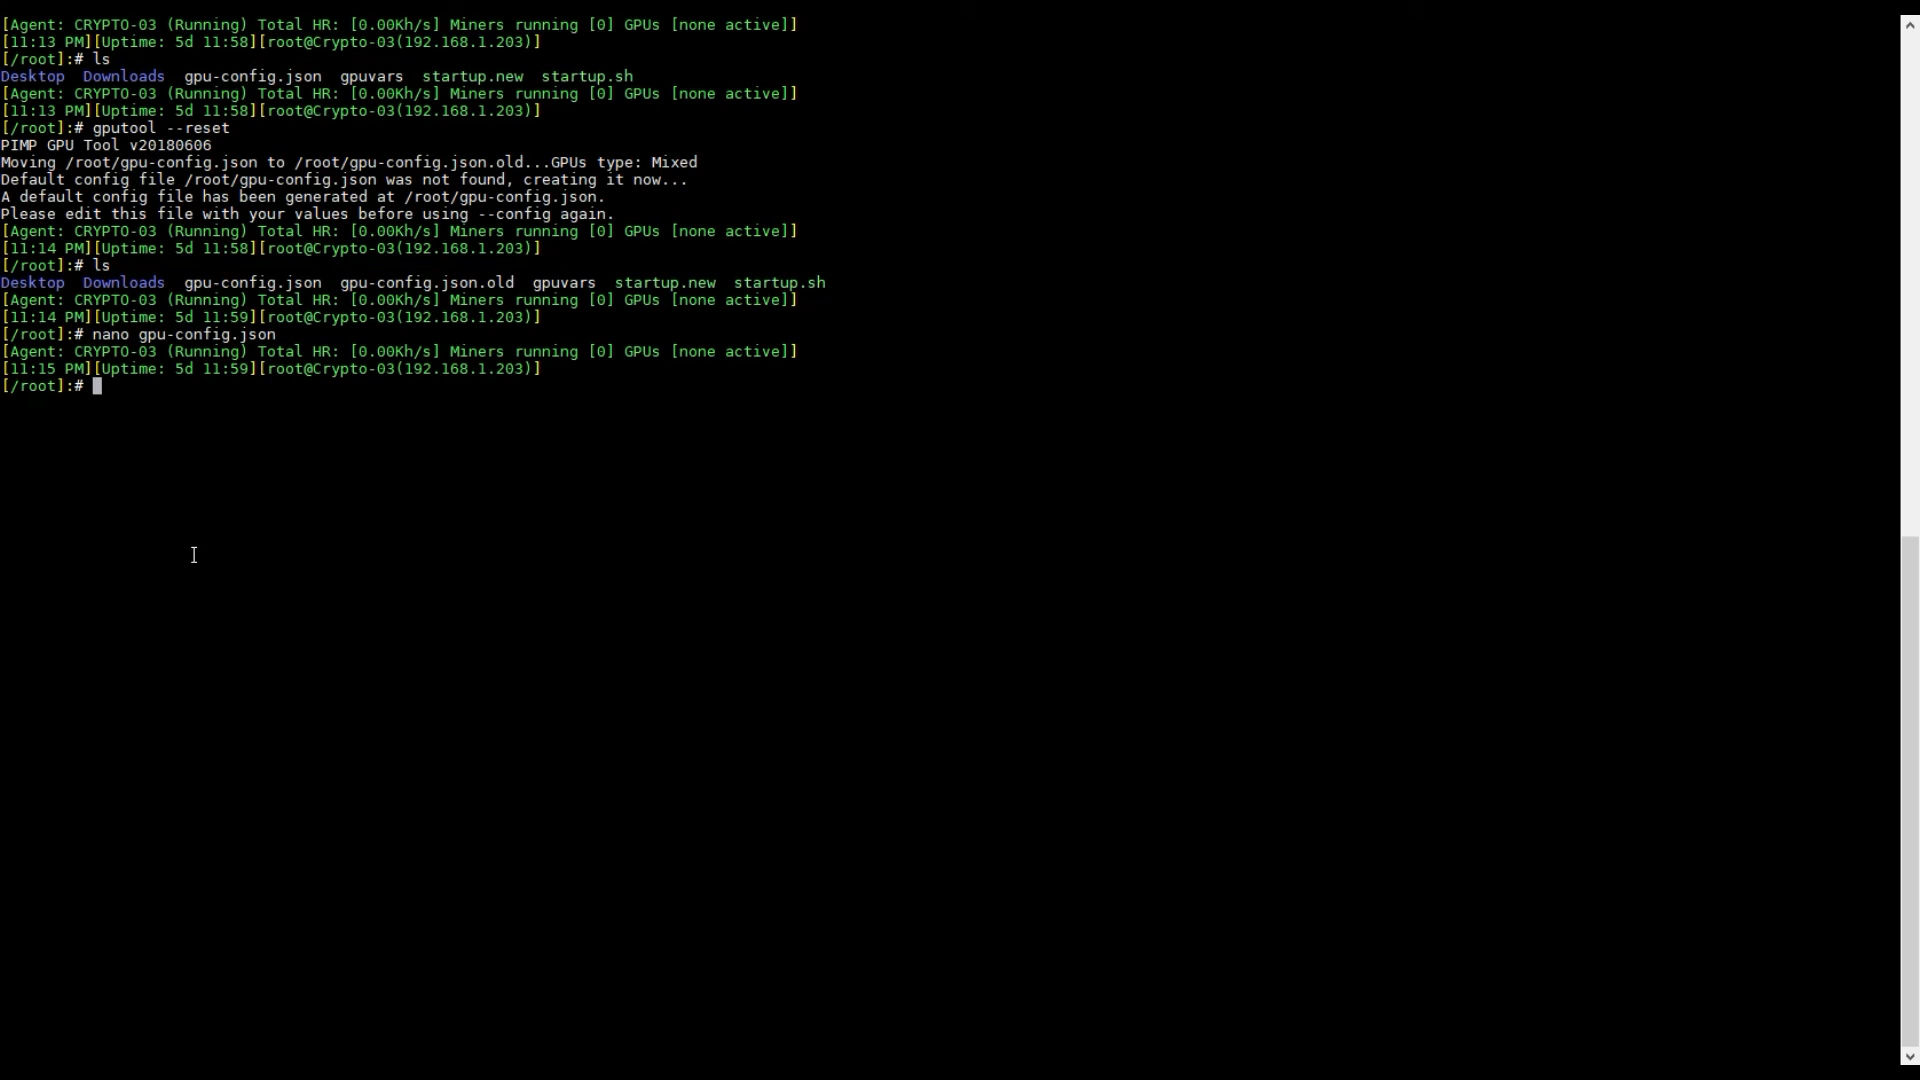 [Agent: CRYPTO-03 (Running) Total HR: [0.00Kh/s] Miners running [0] GPUs [none active]]
[11:13 PM][Uptime: 5d 11:58][root@Crypto-03(192.168.1.203)]
[/root]:# ls
Desktop  Downloads  gpu-config.json  gpuvars  startup.new  startup.sh
[Agent: CRYPTO-03 (Running) Total HR: [0.00Kh/s] Miners running [0] GPUs [none active]]
[11:13 PM][Uptime: 5d 11:58][root@Crypto-03(192.168.1.203)]
[/root]:# gputool --reset
PIMP GPU Tool v20180606
Moving /root/gpu-config.json to /root/gpu-config.json.old...GPUs type: Mixed
Default config file /root/gpu-config.json was not found, creating it now...
A default config file has been generated at /root/gpu-config.json.
Please edit this file with your values before using --config again.
[Agent: CRYPTO-03 (Running) Total HR: [0.00Kh/s] Miners running [0] GPUs [none active]]
[11:14 PM][Uptime: 5d 11:58][root@Crypto-03(192.168.1.203)]
[/root]:# ls
Desktop  Downloads  gpu-config.json  gpu-config.json.old  gpuvars  startup.new  startup.sh
[Agent: CRYPTO-03 (Running) Total HR: [0.00Kh/s] Miners running [0] GPUs [none active]]
[11:14 PM][Uptime: 5d 11:59][root@Crypto-03(192.168.1.203)]
[/root]:# nano gpu-config.json
[Agent: CRYPTO-03 (Running) Total HR: [0.00Kh/s] Miners running [0] GPUs [none active]]
[11:15 PM][Uptime: 5d 11:59][root@Crypto-03(192.168.1.203)]
[/root]:#